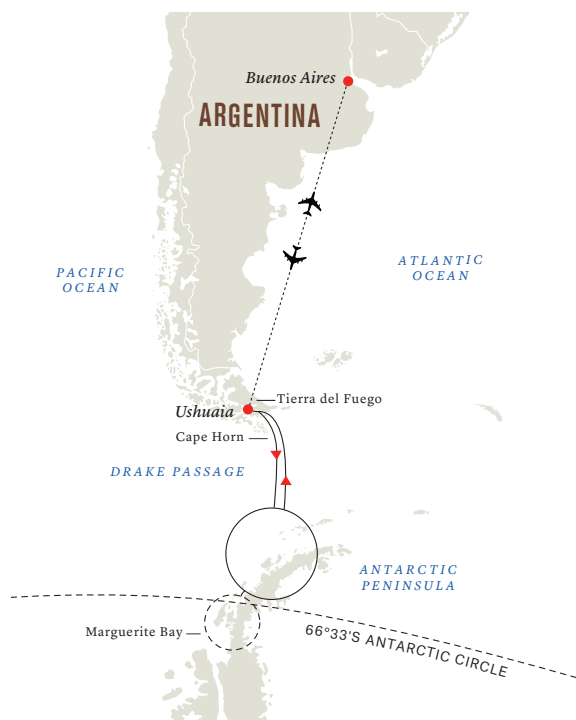 Buenos Aires
ARGENTINA
PACIFIC
OCEAN
ATLANTIC
OCEAN
Tierra del Fuego
Ushuaia
Cape Horn
DRAKE PASSAGE
ANTARCTIC
PENINSULA
Marguerite Bay
66°33'S ANTARCTIC CIRCLE